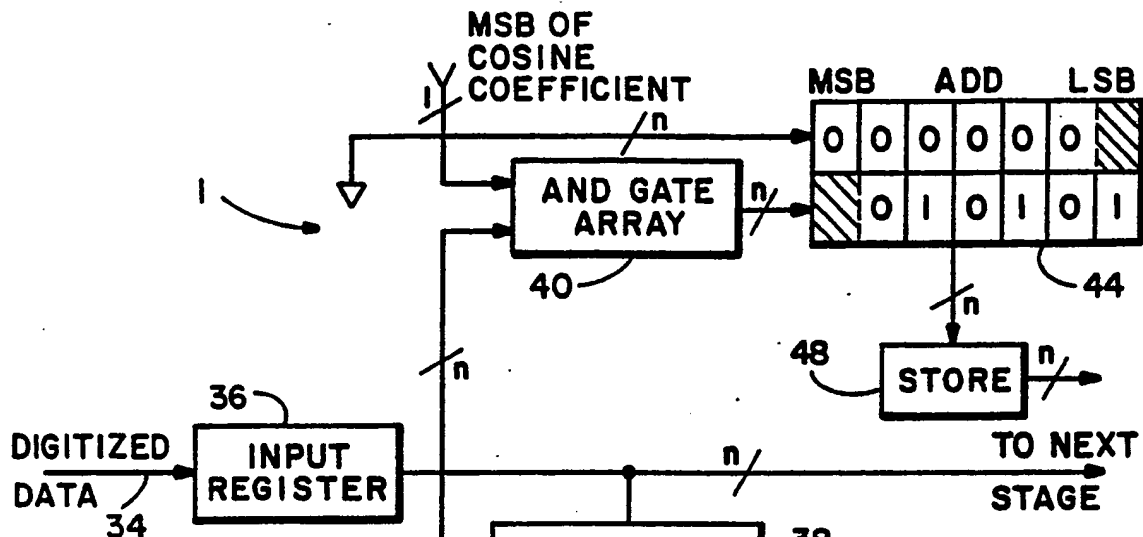 MSB OF
COSINE
COEFFICIENT
1
n
MSB ADD LSB
0 0 0 0 0 0
AND GATE
ARRAY
n
0 1 0 1 0 1
1
40
44
n
n
48
STORE
n
36
DIGITIZED
DATA
34
INPUT
REGISTER
n
TO NEXT
STAGE
38